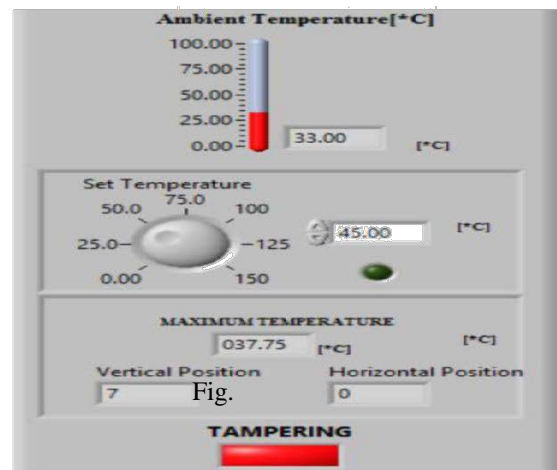 Ambient Temperature[*C]
100.00
75.00
50.00
25.00
0.00
33.00 [*C]
Set Temperature
75.0
50.0 100
25.0 125
0.00 150
45.00 [*C]
MAXIMUM TEMPERATURE
037.75 [*C] [*C]
Vertical Position Horizontal Position
7 Fig. 0
TAMPERING